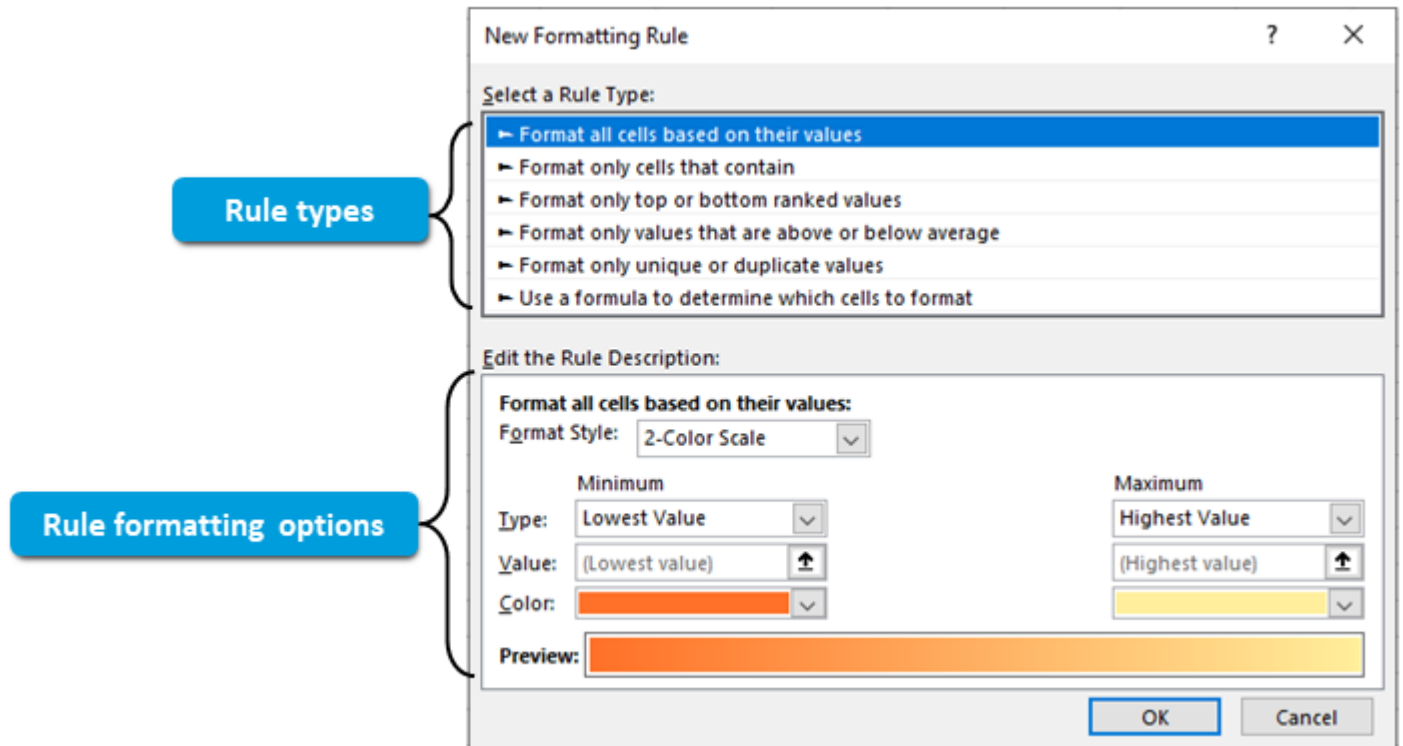 New Formatting Rule
?
Select a Rule Type:
► Format all cells based on their values
► Format only cells that contain
► Format only top or bottom ranked values
► Format only values that are above or below average
► Format only unique or duplicate values
► Use a formula to determine which cells to format
Rule types
Edit the Rule Description:
Format all cells based on their values:
Format Style: 2-Color Scale
Minimum Maximum
Type: Lowest Value Highest Value
Value: (Lowest value) (Highest value)
Color:
Preview:
Rule formatting options
OK Cancel